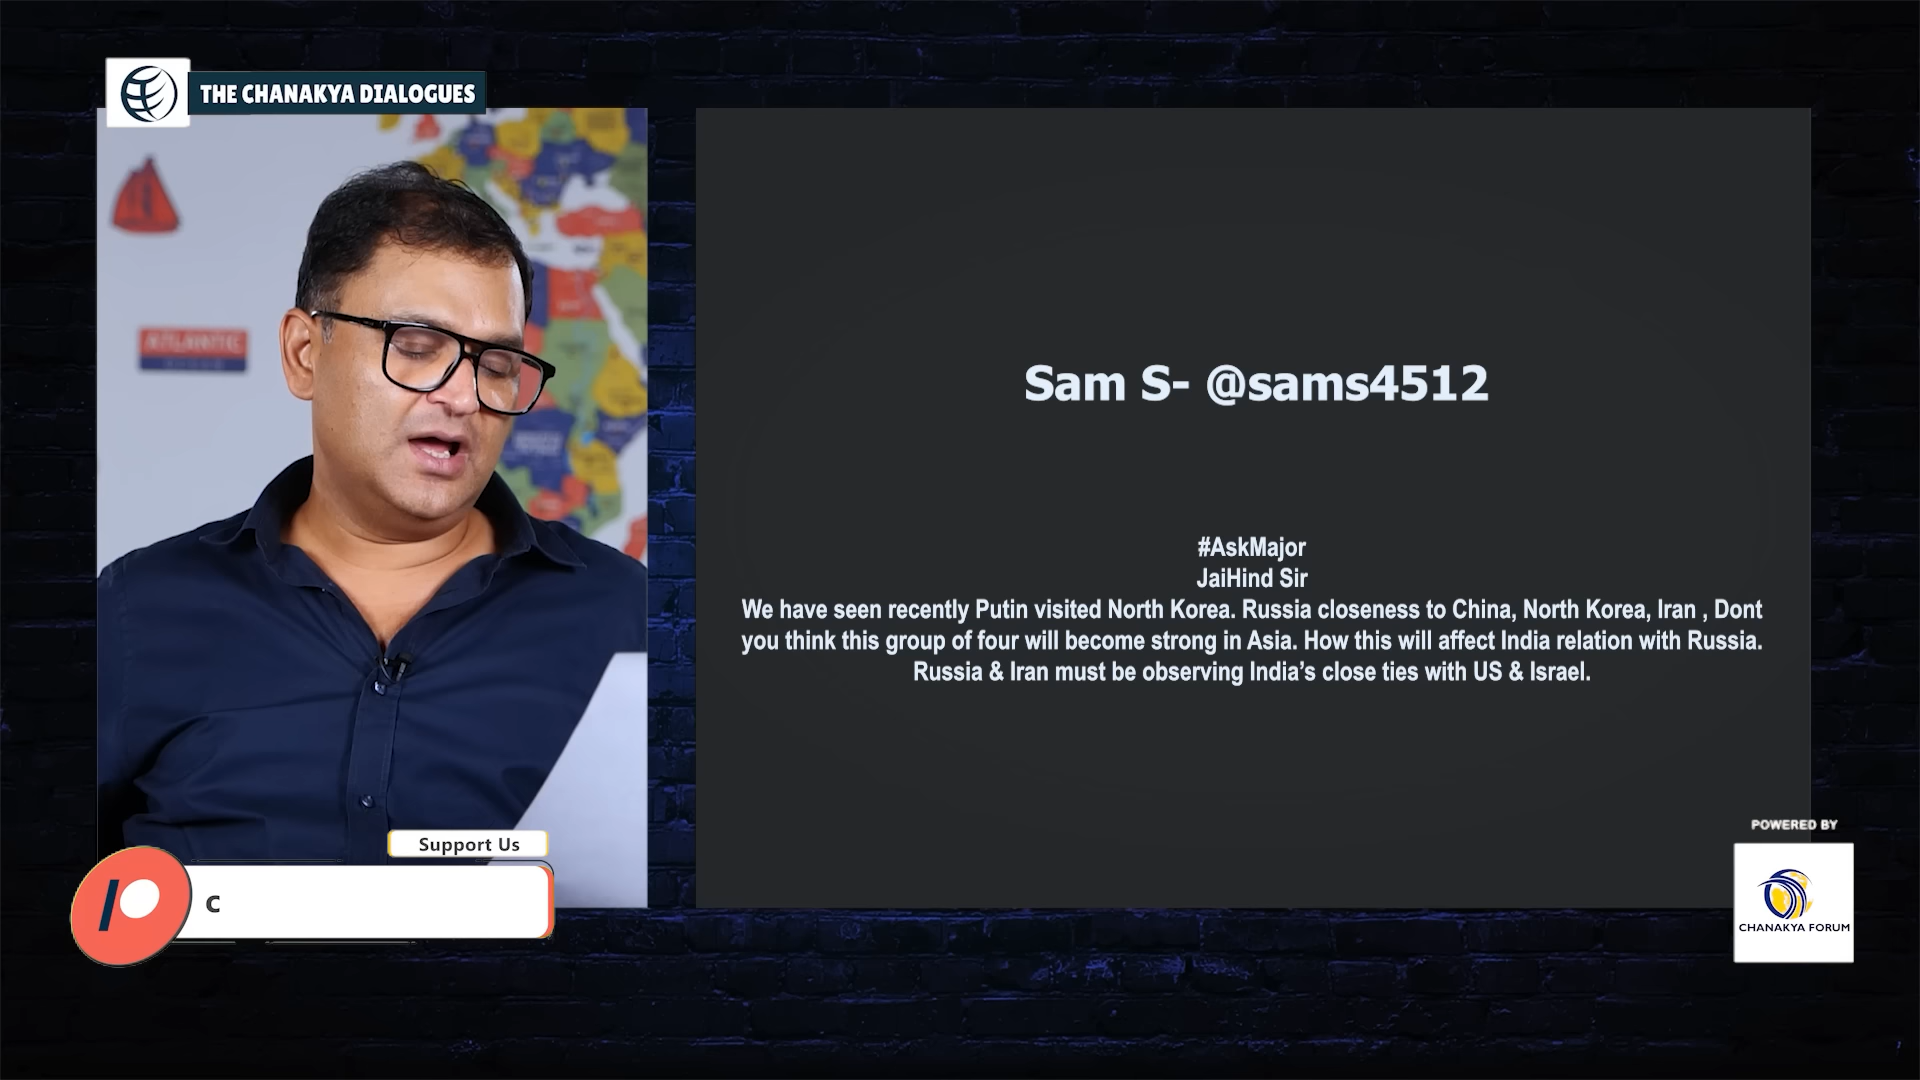 THE CHANAKYA DIALOGUES
ATLANTIC
Sam S- @sams4512
#AskMajor
JaiHind Sir
We have seen recently Putin visited North Korea. Russia closeness to China, North Korea, Iran , Dont
you think this group of four will become strong in Asia. How this will affect India relation with Russia.
Russia & Iran must be observing India’s close ties with US & Israel.
Support Us
C
POWERED BY
CHANAKYA FORUM